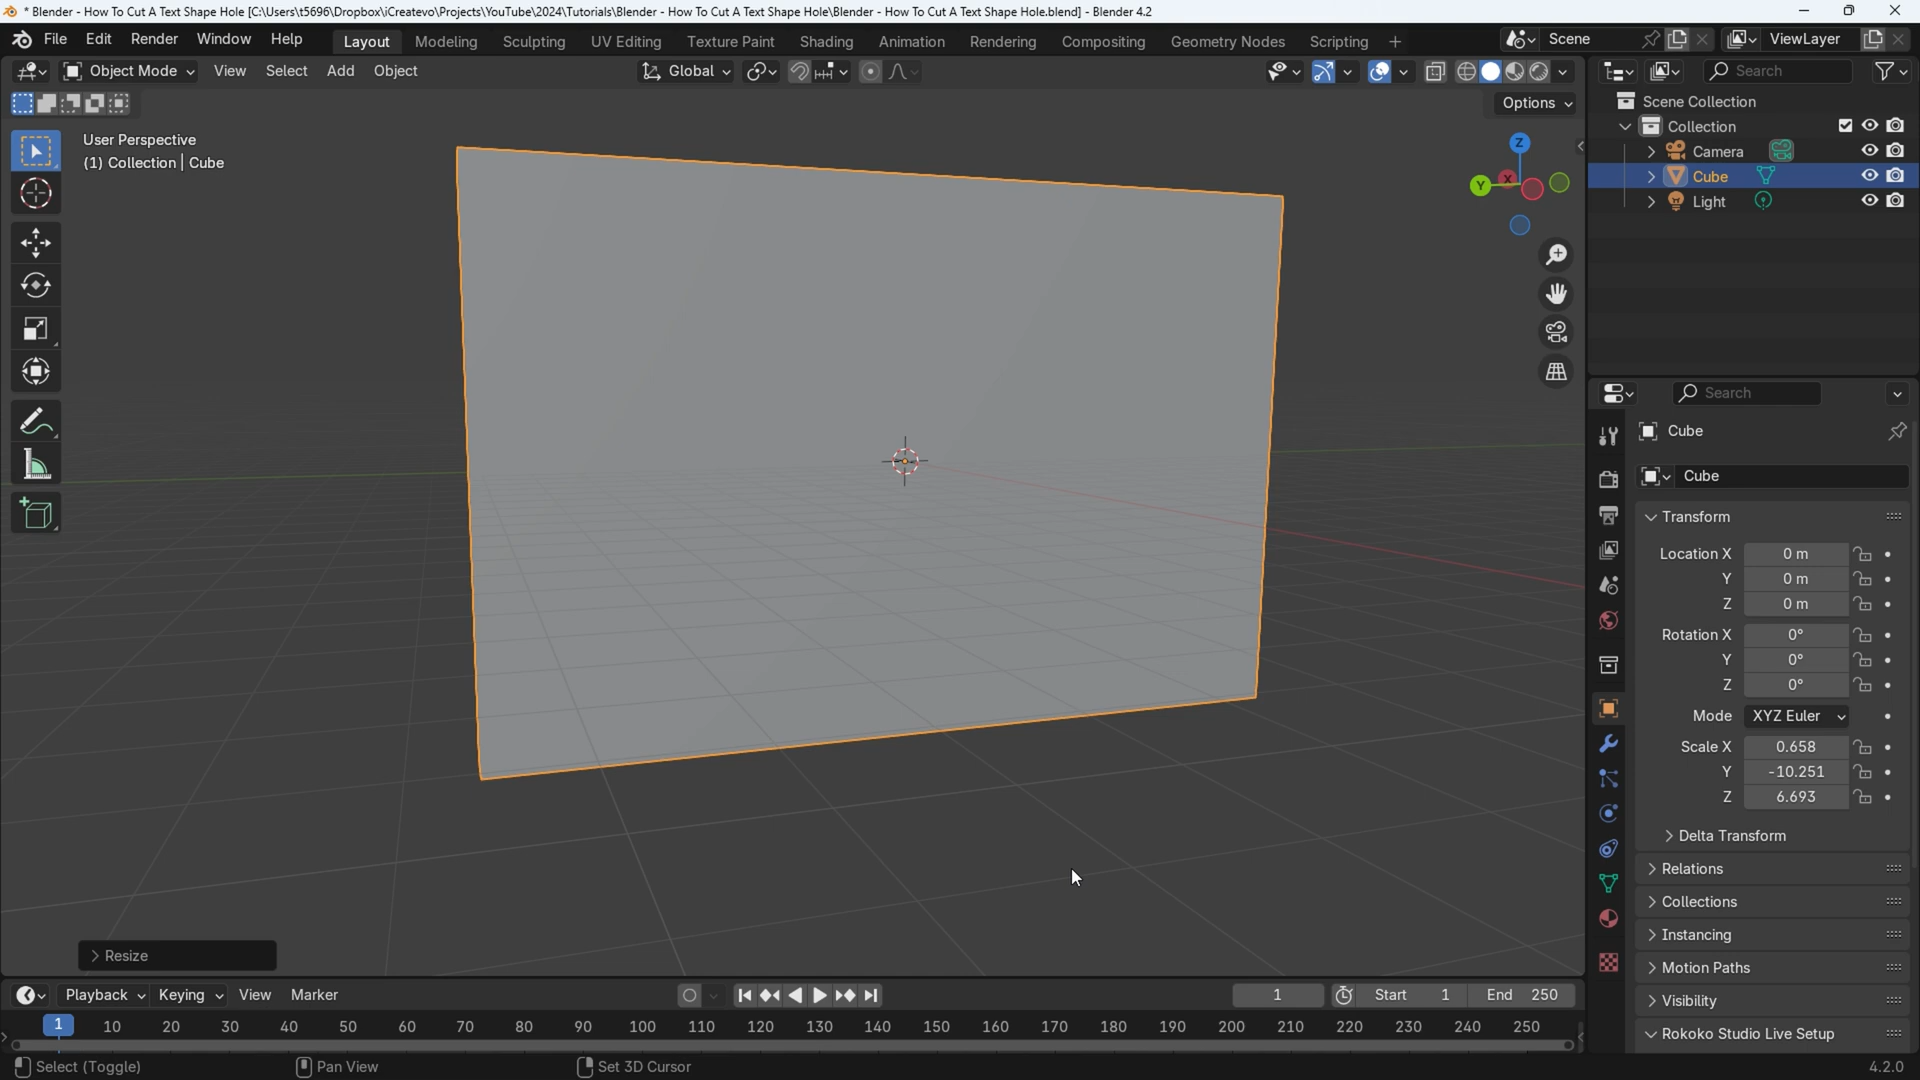 * Blender - How To Cut A Text Shape Hole [C:\Users\t5696\Dropbox\iCreatevo\Projects\YouTube\2024\Tutorials\Blender - How To Cut A Text Shape Hole\Blender - How To Cut A Text Shape Hole.blend] - Blender 4.2
File Edit Render Window Help Layout Modeling Sculpting UV Editing Texture Paint Shading Animation Rendering Compositing Geometry Nodes Scripting + Scene ViewLayer
Object Mode View Select Add Object Global Search
Options
User Perspective
(1) Collection | Cube
Z
Y
X
Scene Collection
Collection
Camera
Cube
Light
Search
Cube
Cube
Transform
Location X 0 m
Y 0 m
Z 0 m
Rotation X 0°
Y 0°
Z 0°
Mode XYZ Euler
Scale X 0.658
Y -10.251
Z 6.693
Delta Transform
Relations
Collections
Instancing
Motion Paths
Visibility
Rokoko Studio Live Setup
Resize
Playback Keying View Marker 1 Start 1 End 250
1 10 20 30 40 50 60 70 80 90 100 110 120 130 140 150 160 170 180 190 200 210 220 230 240 250
Select (Toggle) Pan View Set 3D Cursor 4.2.0